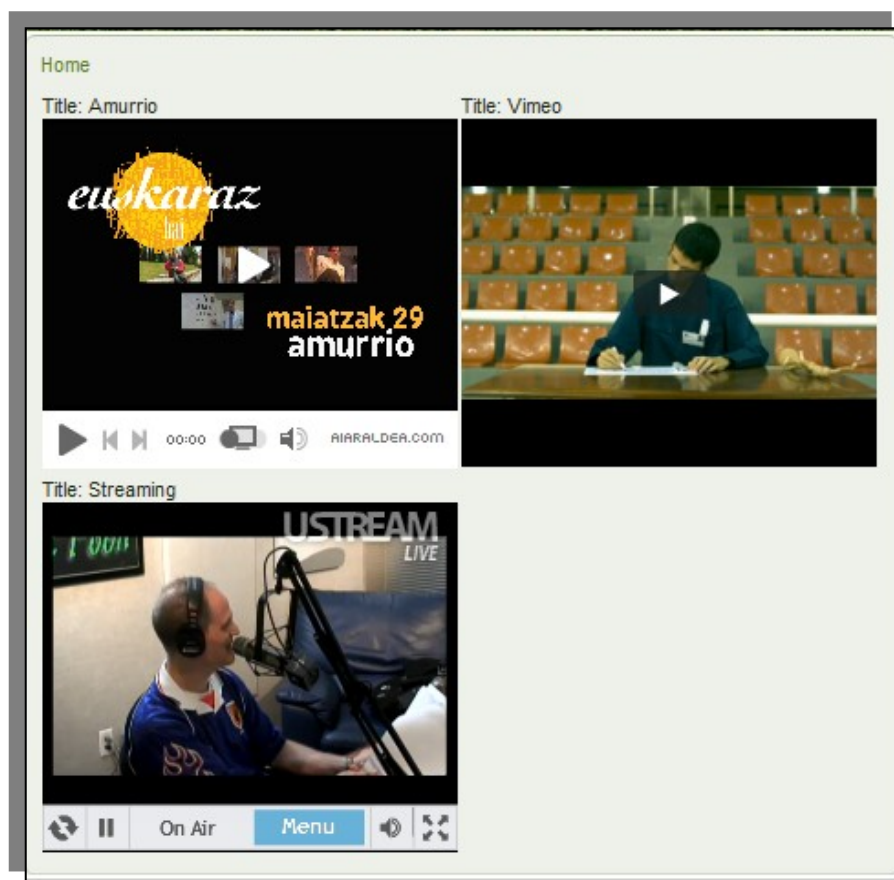 Home
Title: Amurrio
Title: Vimeo
euskaraz
bai
maiatzak 29
amurrio
00:00
AIARALDEA.COM
Title: Streaming
USTREAM
LIVE
On Air
Menu